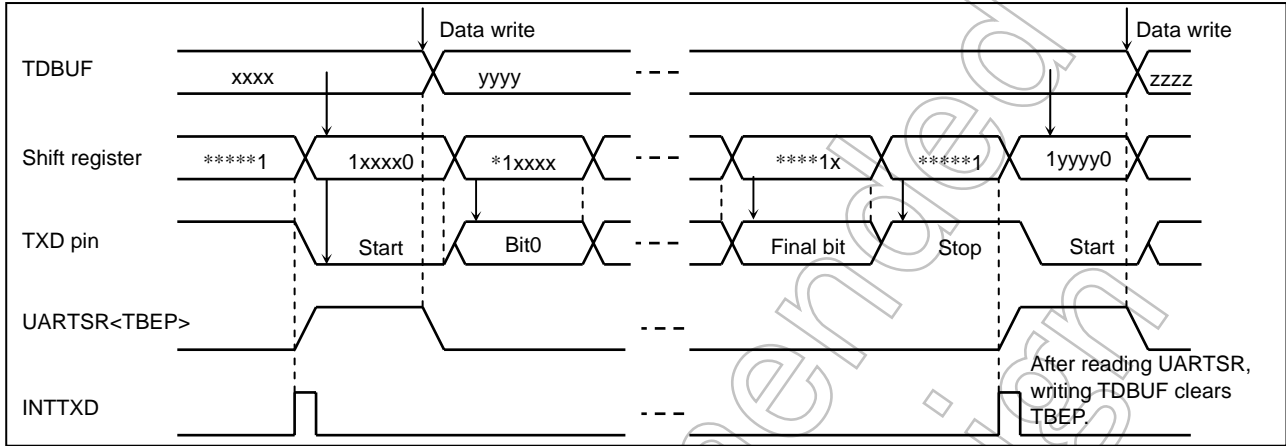 Data write Data write
TDBUF xxxx yyyy zzzz
Shift register *****1 1xxxx0 *1xxxx ****1x *****1 1yyyy0
TXD pin Start Bit0 Final bit Stop Start
UARTSR<TBEP>
After reading UARTSR,
writing TDBUF clears
TBEP.
INTTXD